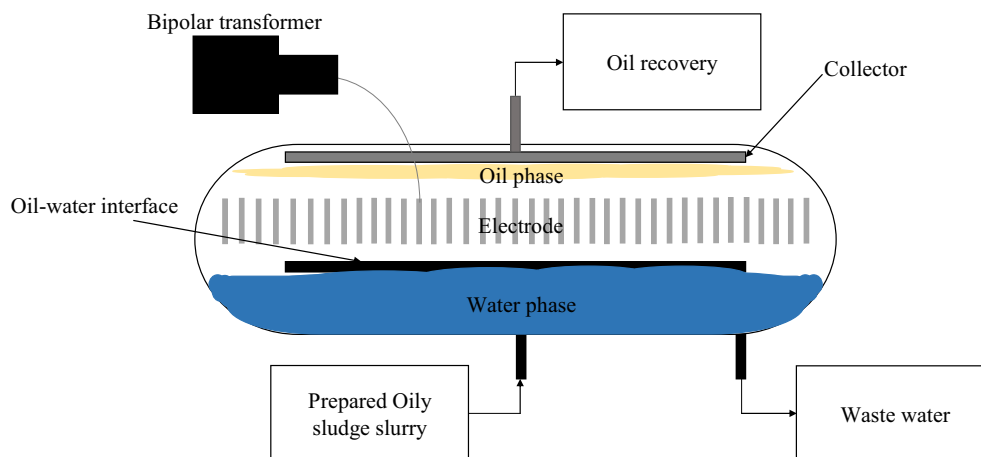 Bipolar transformer
Oil recovery
Collector
Oil phase
Oil-water interface
Electrode
Water phase
Prepared Oily
sludge slurry
Waste water